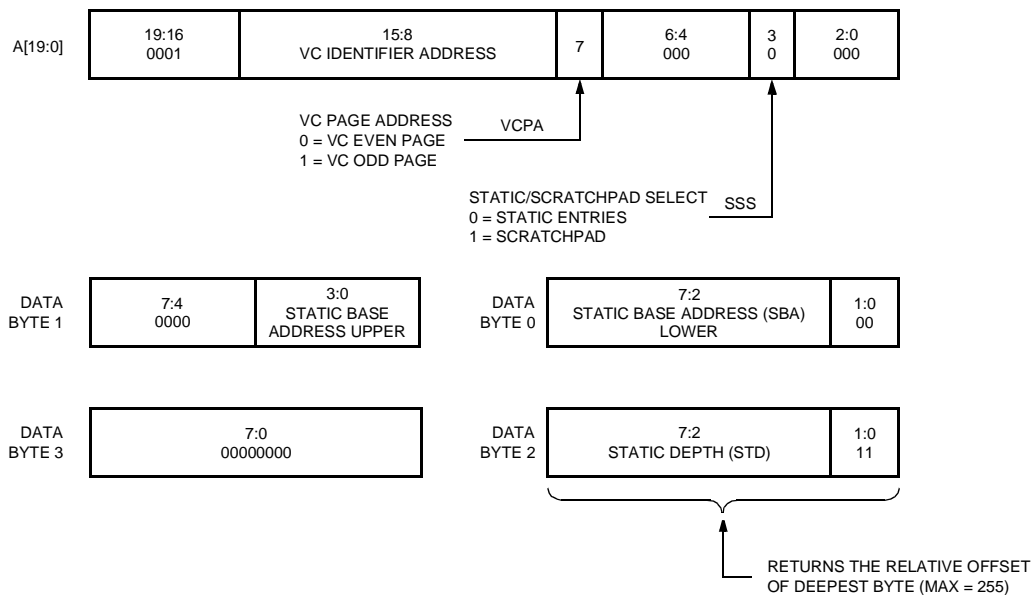 A[19:0]
19:16
0001
15:8
VC IDENTIFIER ADDRESS
7
6:4
000
3
0
2:0
000
VC PAGE ADDRESS
0 = VC EVEN PAGE
1 = VC ODD PAGE
VCPA
STATIC/SCRATCHPAD SELECT
0 = STATIC ENTRIES
1 = SCRATCHPAD
SSS
DATA
BYTE 1
7:4
0000
3:0
STATIC BASE
ADDRESS UPPER
DATA
BYTE 0
7:2
STATIC BASE ADDRESS (SBA)
LOWER
1:0
00
DATA
BYTE 3
7:0
00000000
DATA
BYTE 2
7:2
STATIC DEPTH (STD)
1:0
11
RETURNS THE RELATIVE OFFSET
OF DEEPEST BYTE (MAX = 255)